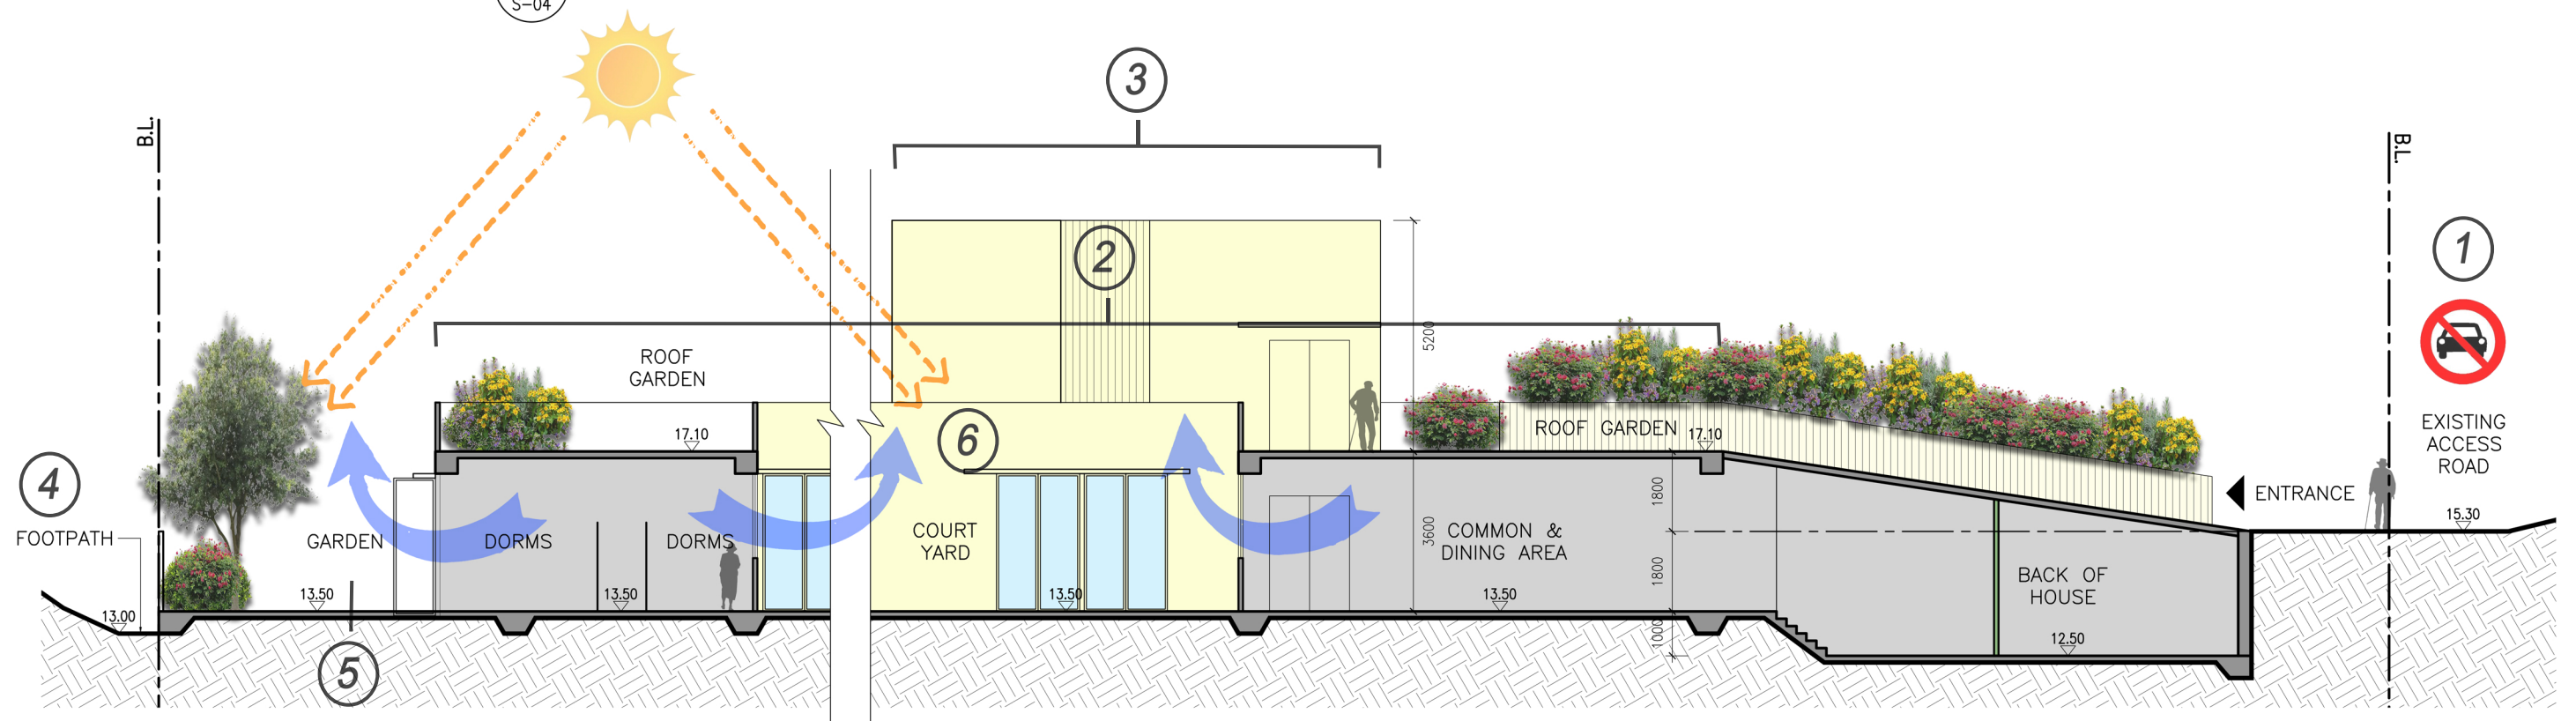 S-04
3
B.L.
B.L.
1
2
5200
ROOF
GARDEN
17.10
6
ROOF GARDEN
17.10
EXISTING
ACCESS
ROAD
15.30
ENTRANCE
4
FOOTPATH
13.00
GARDEN
13.50
DORMS
13.50
DORMS
COURT
YARD
13.50
3600
COMMON &
DINING AREA
13.50
1800
1800
1000
BACK OF
HOUSE
12.50
5